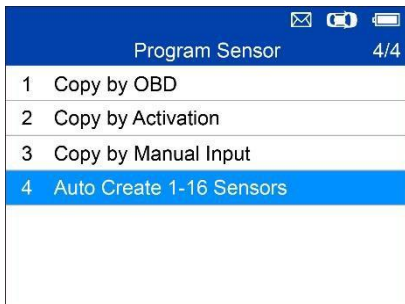 Program Sensor 4/4
1 Copy by OBD
2 Copy by Activation
3 Copy by Manual Input
4 Auto Create 1-16 Sensors